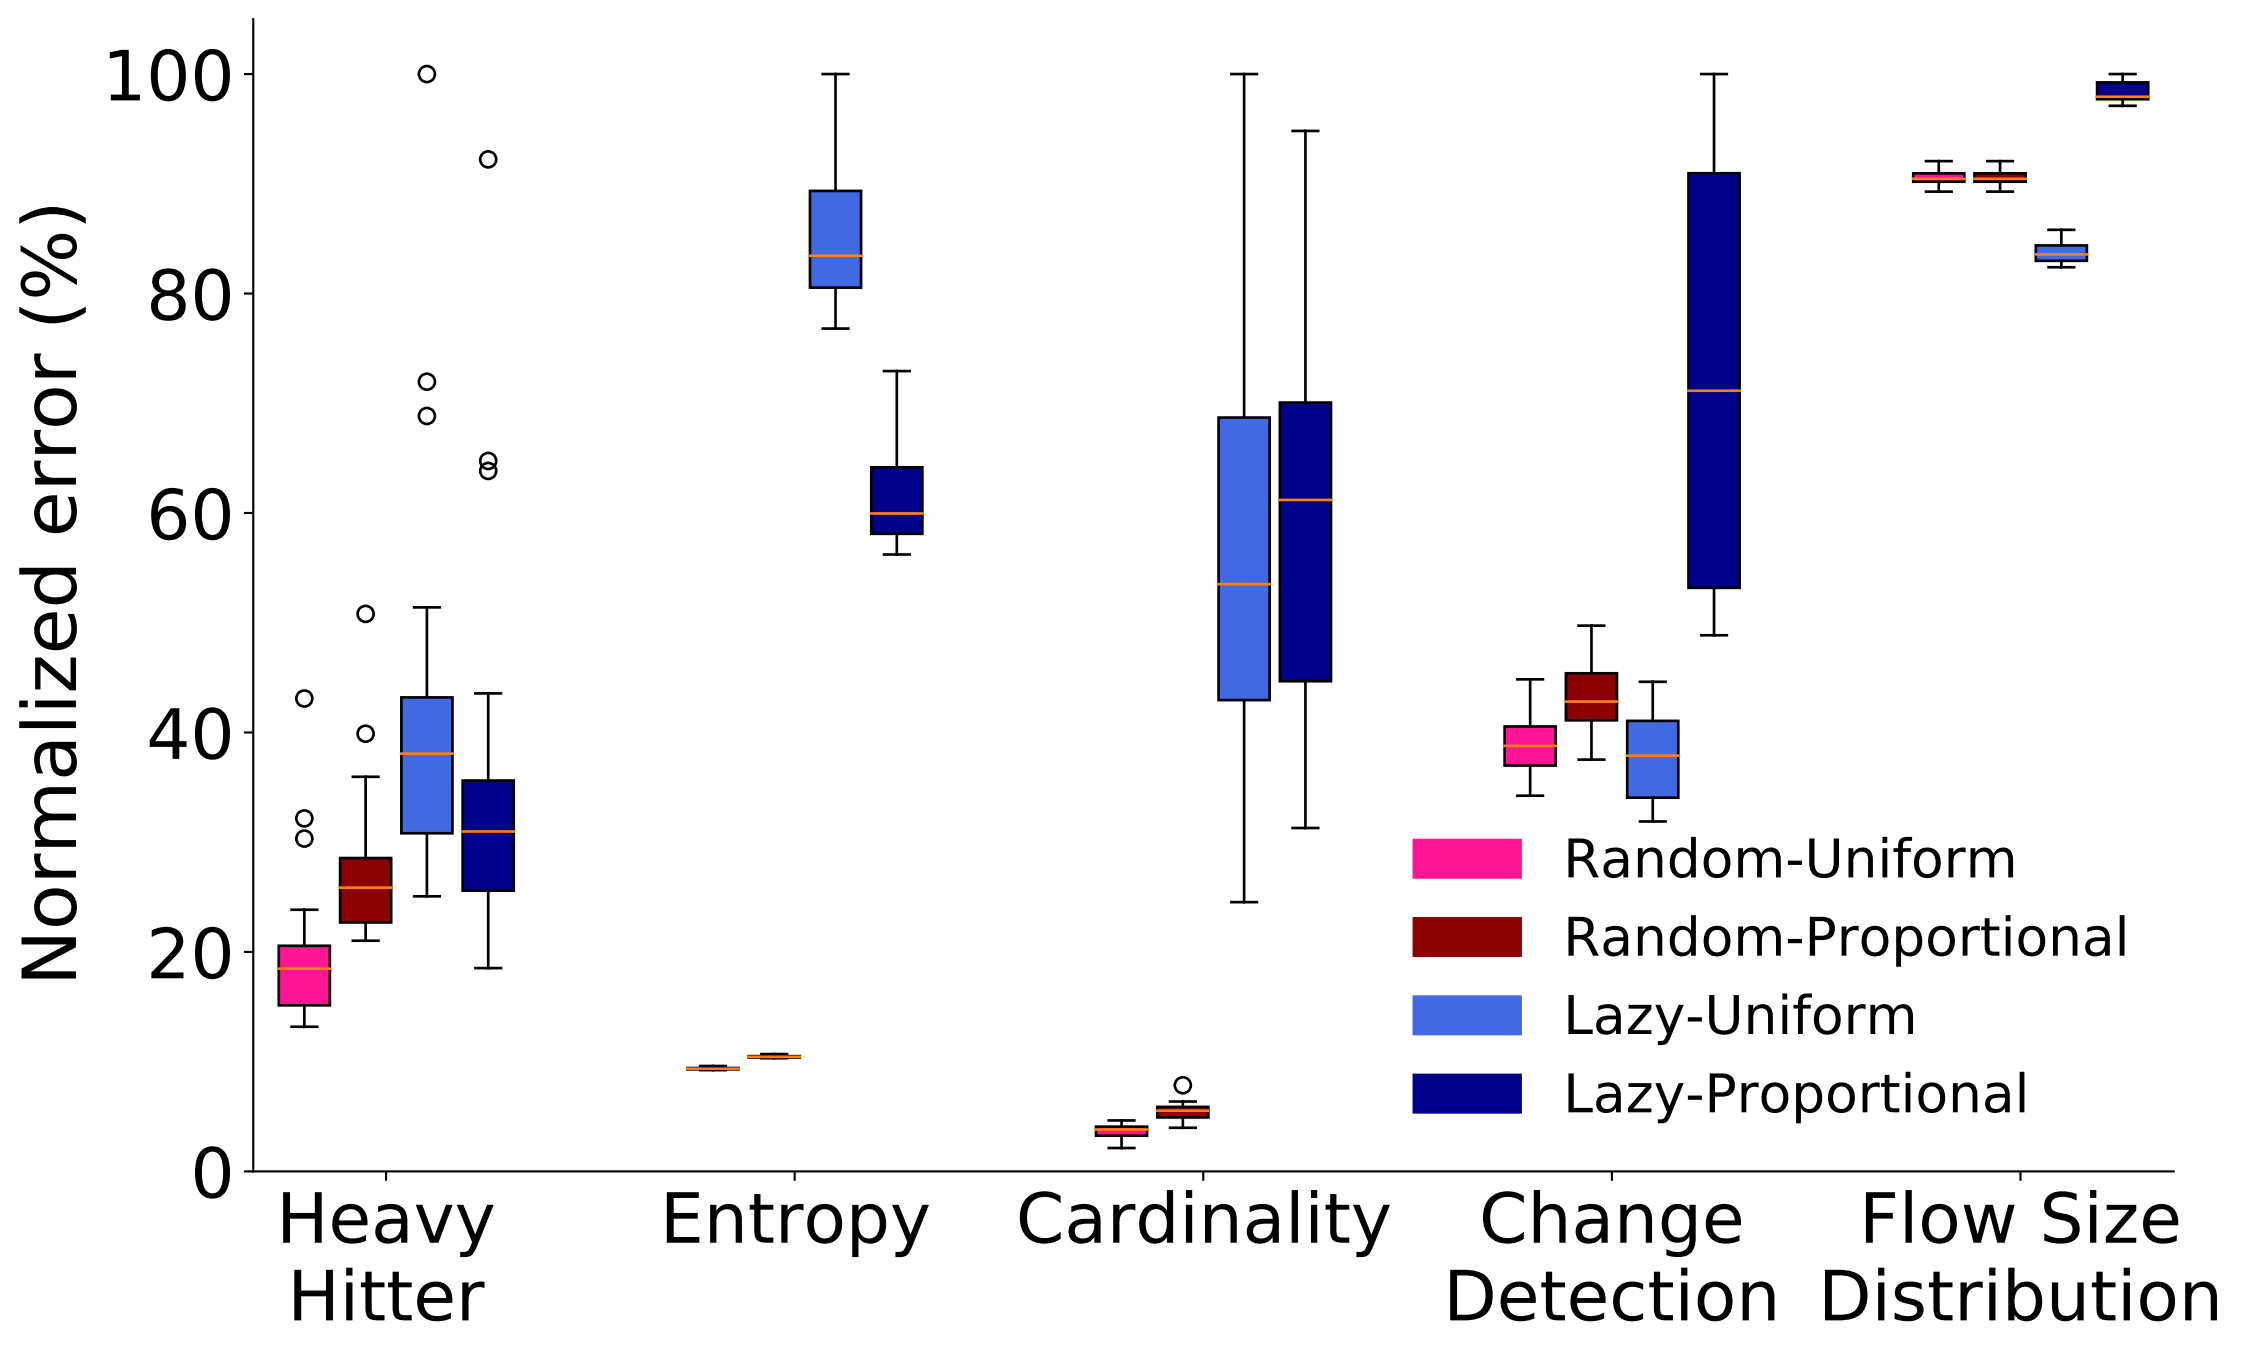 Normalized error (%)
100
80
60
40
20
0
Heavy
Hitter
Entropy
Cardinality
Change
Detection
Flow Size
Distribution
Random-Uniform
Random-Proportional
Lazy-Uniform
Lazy-Proportional